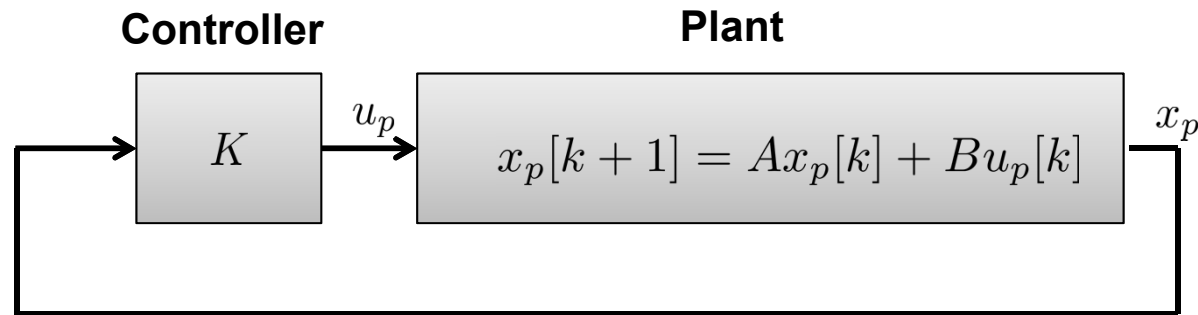 Controller
Plant
K
u_p
x_p[k + 1] = Ax_p[k] + Bu_p[k]
x_p